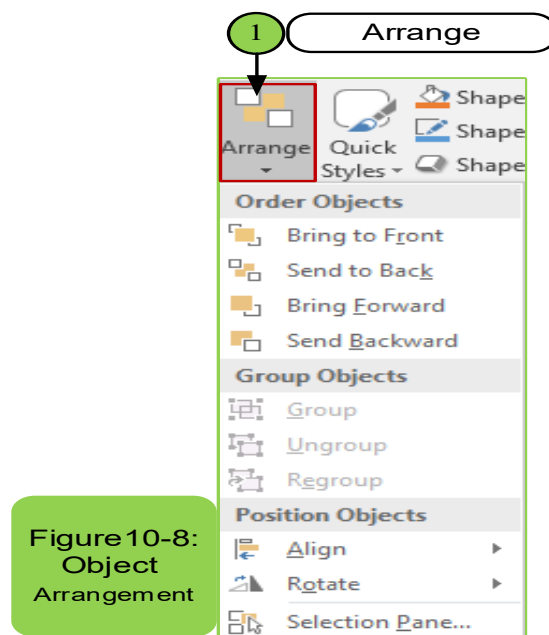 1 Arrange
Shape
Shape
Arrange Quick Shape
Styles
Order Objects
Bring to Front
Send to Back
Bring Forward
Send Backward
Group Objects
Group
Ungroup
Regroup
Position Objects
Align
Rotate
Selection Pane...
Figure10-8:
Object
Arrangement